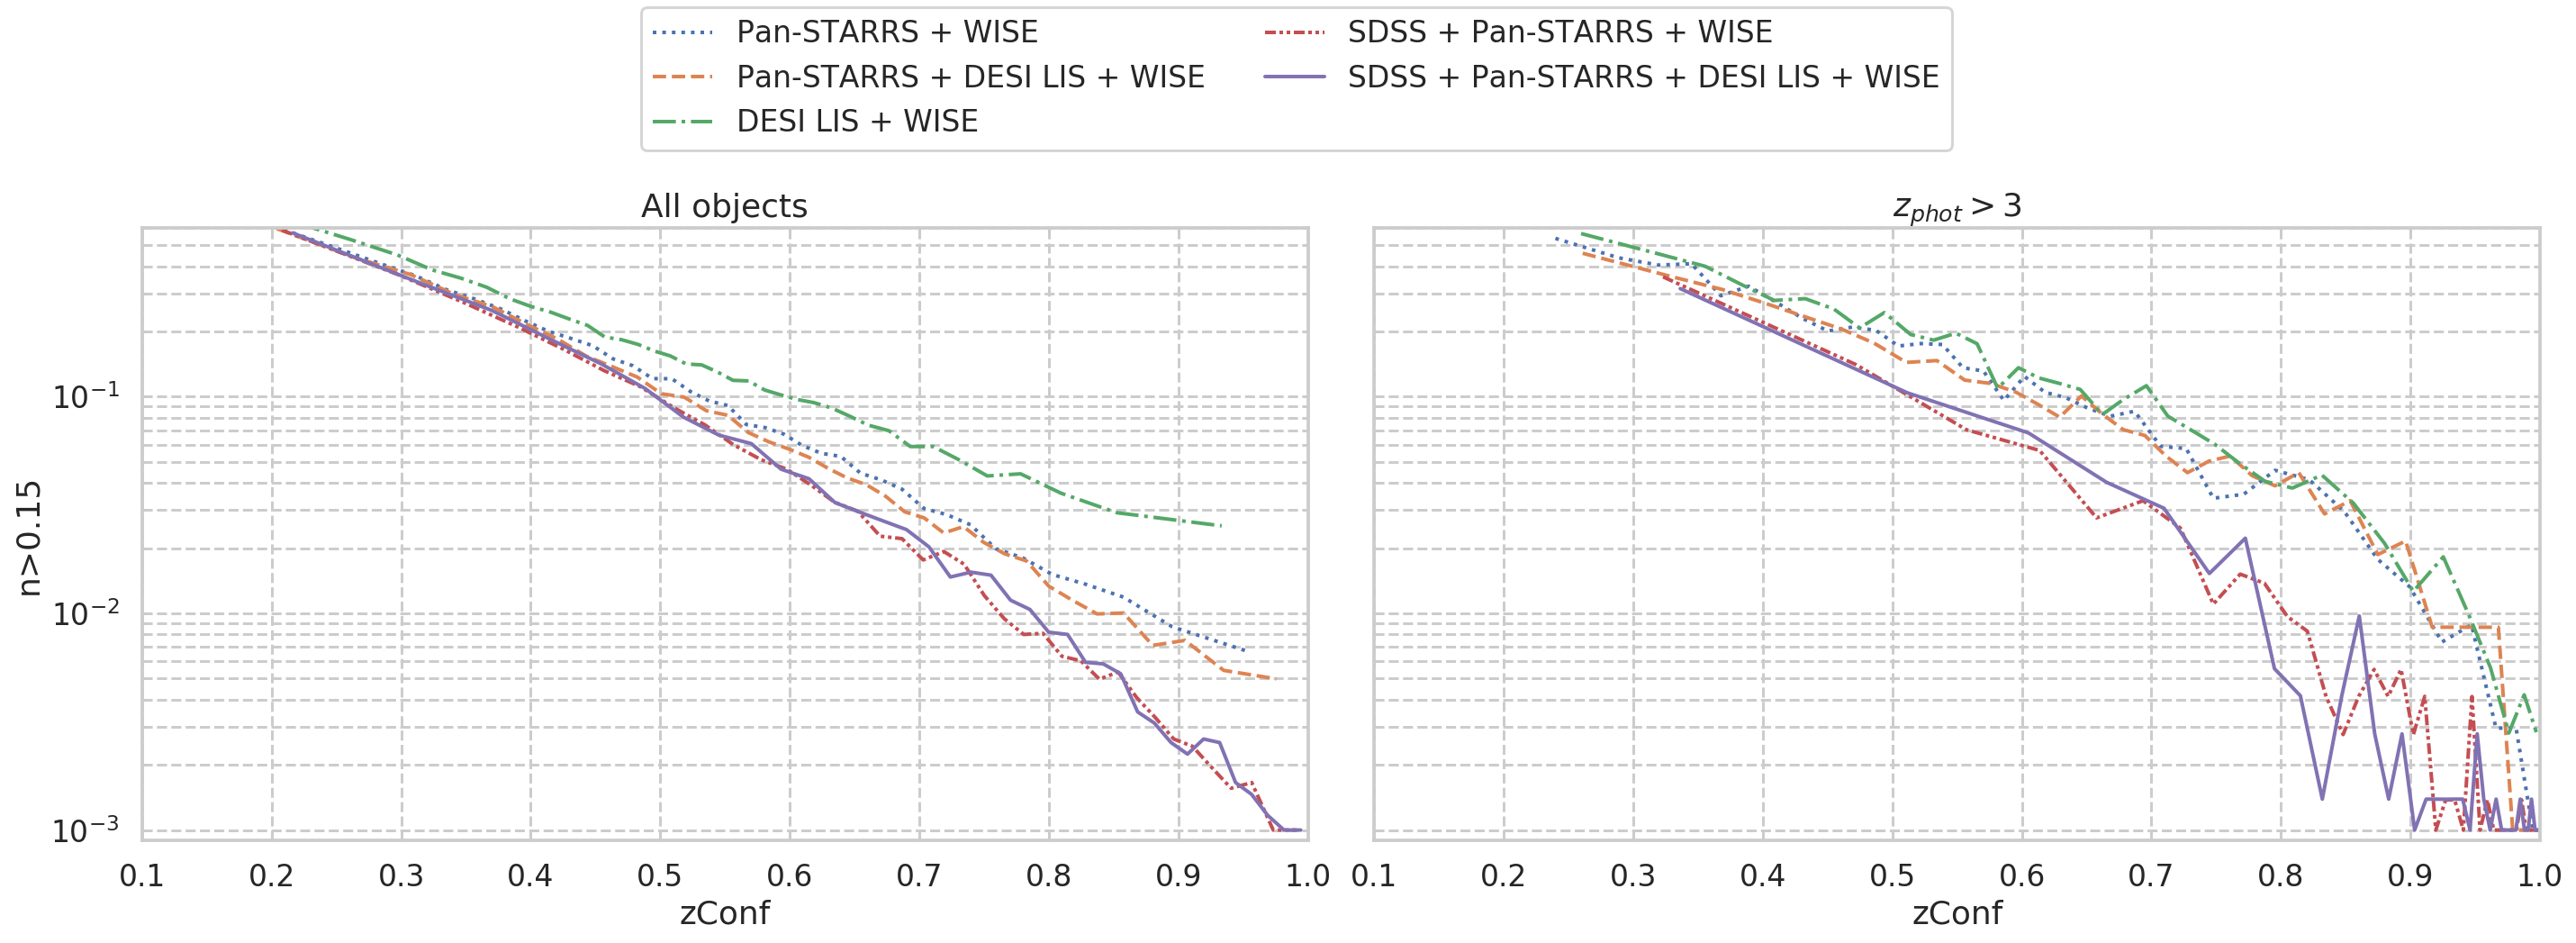 Pan-STARRS + WISE
Pan-STARRS + DESI LIS + WISE
DESI LIS + WISE
SDSS + Pan-STARRS + WISE
SDSS + Pan-STARRS + DESI LIS + WISE
All objects
n>0.15
10⁻¹
10⁻²
10⁻³
0.1 0.2 0.3 0.4 0.5 0.6 0.7 0.8 0.9 1.0
zConf
z_{phot} > 3
0.1 0.2 0.3 0.4 0.5 0.6 0.7 0.8 0.9 1.0
zConf